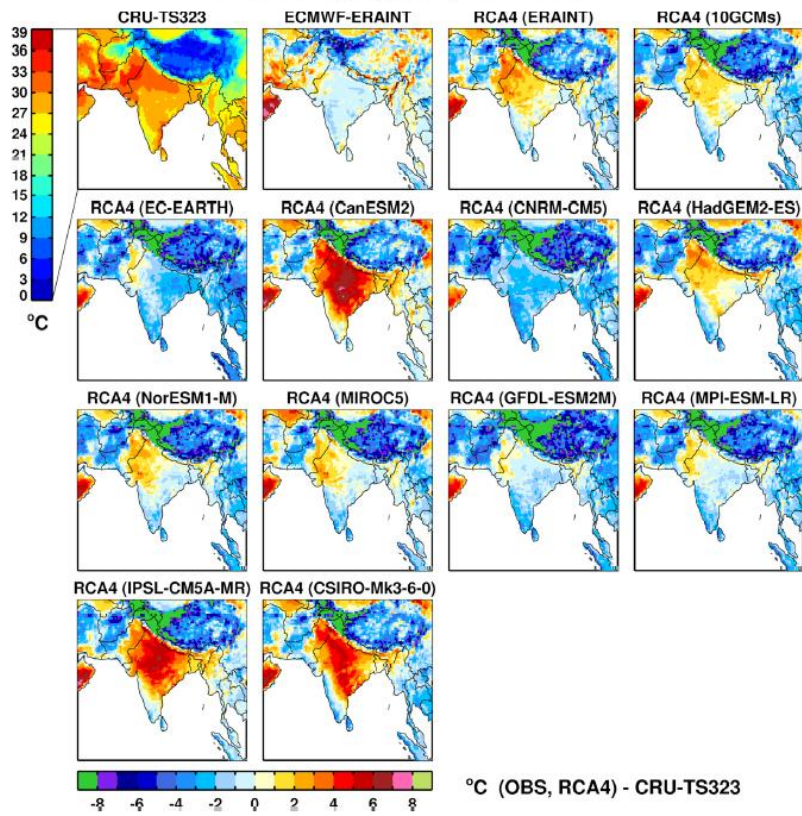 CRU-TS323 ECMWF-ERAINT RCA4 (ERAINT) RCA4 (10GCMs)
39
36
33
30
27
24
21
18
15
12
9
6
3
0
°C
RCA4 (EC-EARTH) RCA4 (CanESM2) RCA4 (CNRM-CM5) RCA4 (HadGEM2-ES)
RCA4 (NorESM1-M) RCA4 (MIROC5) RCA4 (GFDL-ESM2M) RCA4 (MPI-ESM-LR)
RCA4 (IPSL-CM5A-MR) RCA4 (CSIRO-Mk3-6-0)
-8 -6 -4 -2 0 2 4 6 8
°C (OBS, RCA4) - CRU-TS323